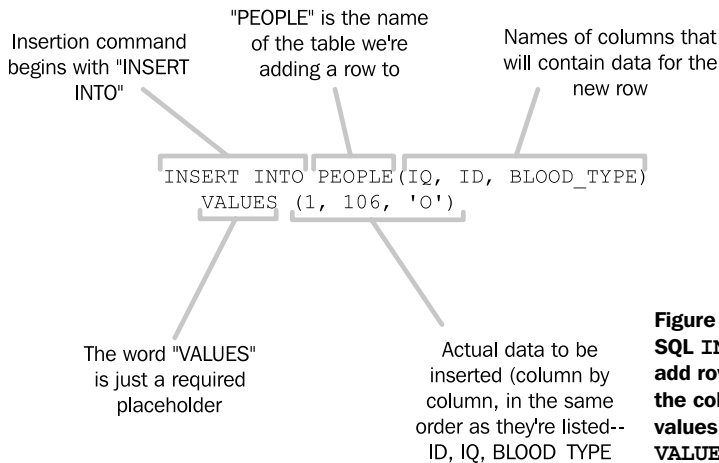 Insertion command
begins with "INSERT
INTO"
"PEOPLE" is the name
of the table we're
adding a row to
Names of columns that
will contain data for the
new row
INSERT INTO PEOPLE(IQ, ID, BLOOD_TYPE)
VALUES (1, 106, 'O')
The word "VALUES"
is just a required
placeholder
Actual data to be
inserted (column by
column, in the same
order as they're listed--
ID, IQ, BLOOD TYPE
Figure
SQL IN
add row
the col
values
VALUE